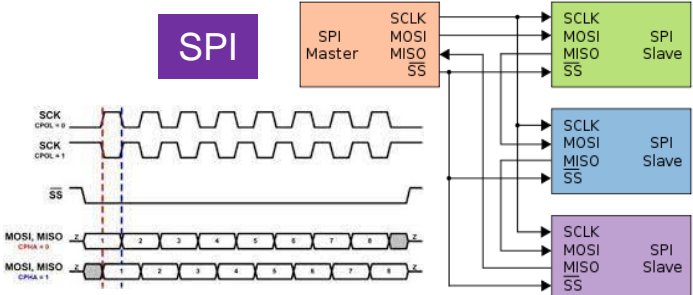 SPI
SCLK
SPI MOSI
Master MISO
SS
SCLK
MOSI SPI
MISO Slave
SS
SCLK
MOSI SPI
MISO Slave
SS
SCLK
MOSI SPI
MISO Slave
SS
SCK
CPOL = 0
SCK
CPOL = 1
SS
MOSI, MISO z 1 2 3 4 5 6 7 8 z
CPHA = 0
MOSI, MISO z 1 2 3 4 5 6 7 8 z
CPHA = 1